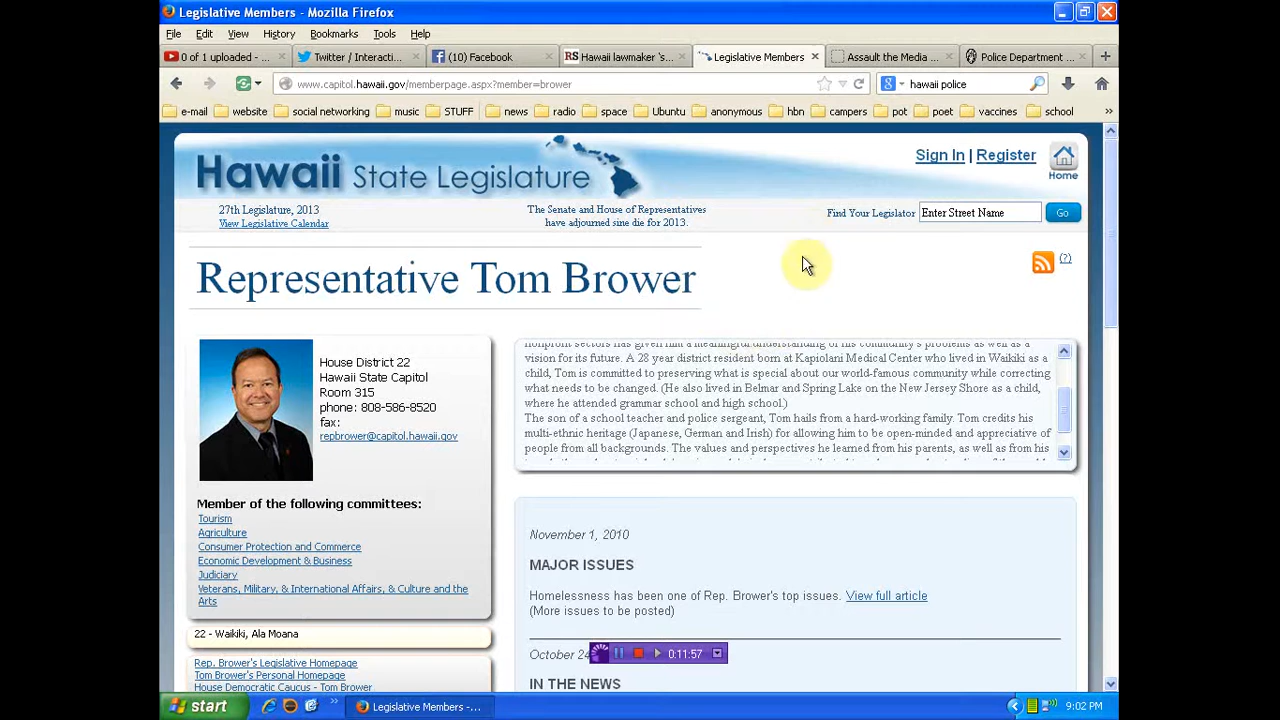 Legislative Members - Mozilla Firefox
File Edit View History Bookmarks Tools Help
0 of 1 uploaded - ... Twitter / Interacti... (10) Facebook RS Hawaii lawmaker 's... Legislative Members Assault the Media ... Police Department ...
www.capitol.hawaii.gov/memberpage.aspx?member=brower hawaii police
e-mail website social networking music STUFF news radio space Ubuntu anonymous hbn campers pot poet vaccines school
Hawaii State Legislature
Sign In | Register
Home
27th Legislature, 2013
View Legislative Calendar
The Senate and House of Representatives
have adjourned sine die for 2013.
Find Your Legislator Enter Street Name Go
Representative Tom Brower
(?)
House District 22
Hawaii State Capitol
Room 315
phone: 808-586-8520
fax:
repbrower@capitol.hawaii.gov
Member of the following committees:
Tourism
Agriculture
Consumer Protection and Commerce
Economic Development & Business
Judiciary
Veterans, Military, & International Affairs, & Culture and the
Arts
22 - Waikiki, Ala Moana
Rep. Brower's Legislative Homepage
Tom Brower's Personal Homepage
House Democratic Caucus - Tom Brower
nonprofit sectors has given him a meaningful understanding of his community's problems as well as a
vision for its future. A 28 year district resident born at Kapiolani Medical Center who lived in Waikiki as a
child, Tom is committed to preserving what is special about our world-famous community while correcting
what needs to be changed. (He also lived in Belmar and Spring Lake on the New Jersey Shore as a child,
where he attended grammar school and high school.)
The son of a school teacher and police sergeant, Tom hails from a hard-working family. Tom credits his
multi-ethnic heritage (Japanese, German and Irish) for allowing him to be open-minded and appreciative of
people from all backgrounds. The values and perspectives he learned from his parents, as well as from his
November 1, 2010
MAJOR ISSUES
Homelessness has been one of Rep. Brower's top issues. View full article
(More issues to be posted)
October 24
0:11:57
IN THE NEWS
start Legislative Members -... 9:02 PM